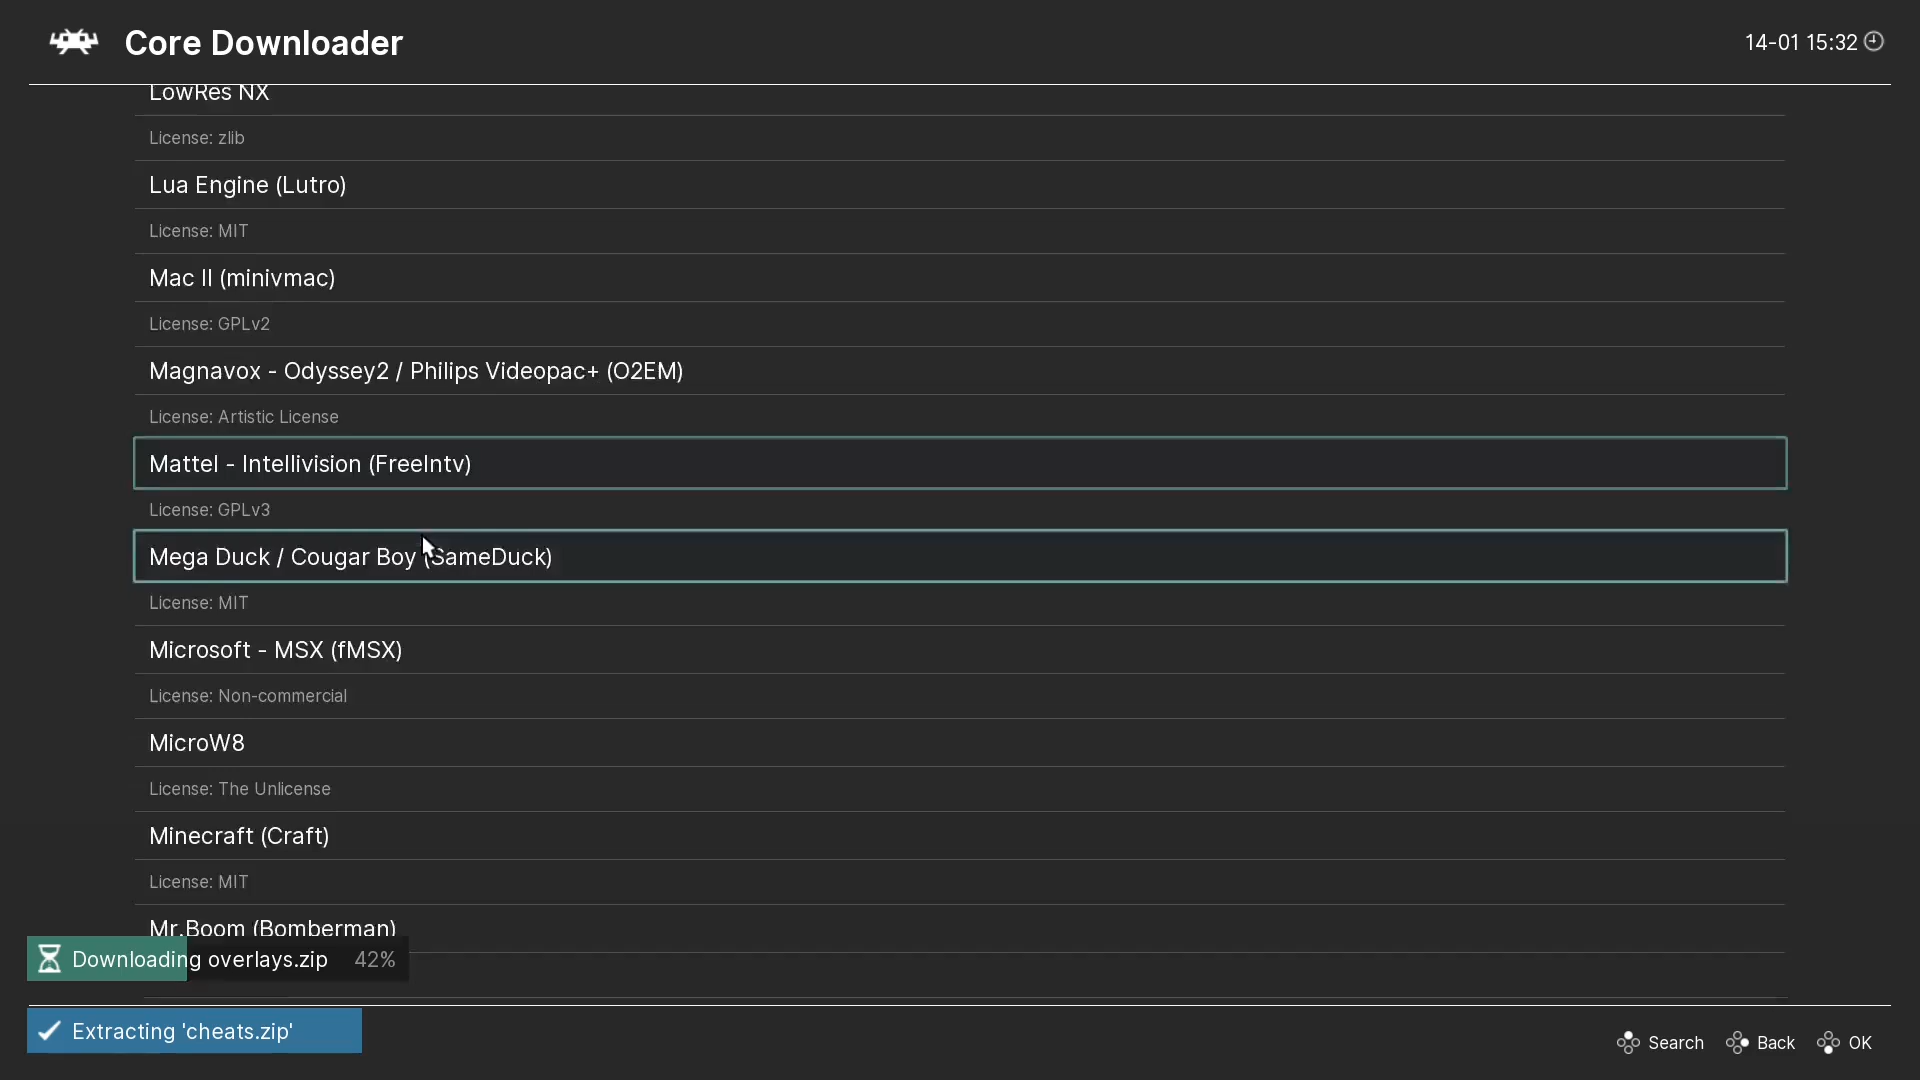 Core Downloader
14-01 15:32
LowRes NX
License: zlib
Lua Engine (Lutro)
License: MIT
Mac II (minivmac)
License: GPLv2
Magnavox - Odyssey2 / Philips Videopac+ (O2EM)
License: Artistic License
Mattel - Intellivision (FreeIntv)
License: GPLv3
Mega Duck / Cougar Boy (SameDuck)
License: MIT
Microsoft - MSX (fMSX)
License: Non-commercial
MicroW8
License: The Unlicense
Minecraft (Craft)
License: MIT
Mr.Boom (Bomberman)
Downloading overlays.zip 42%
Extracting 'cheats.zip'
Search Back OK